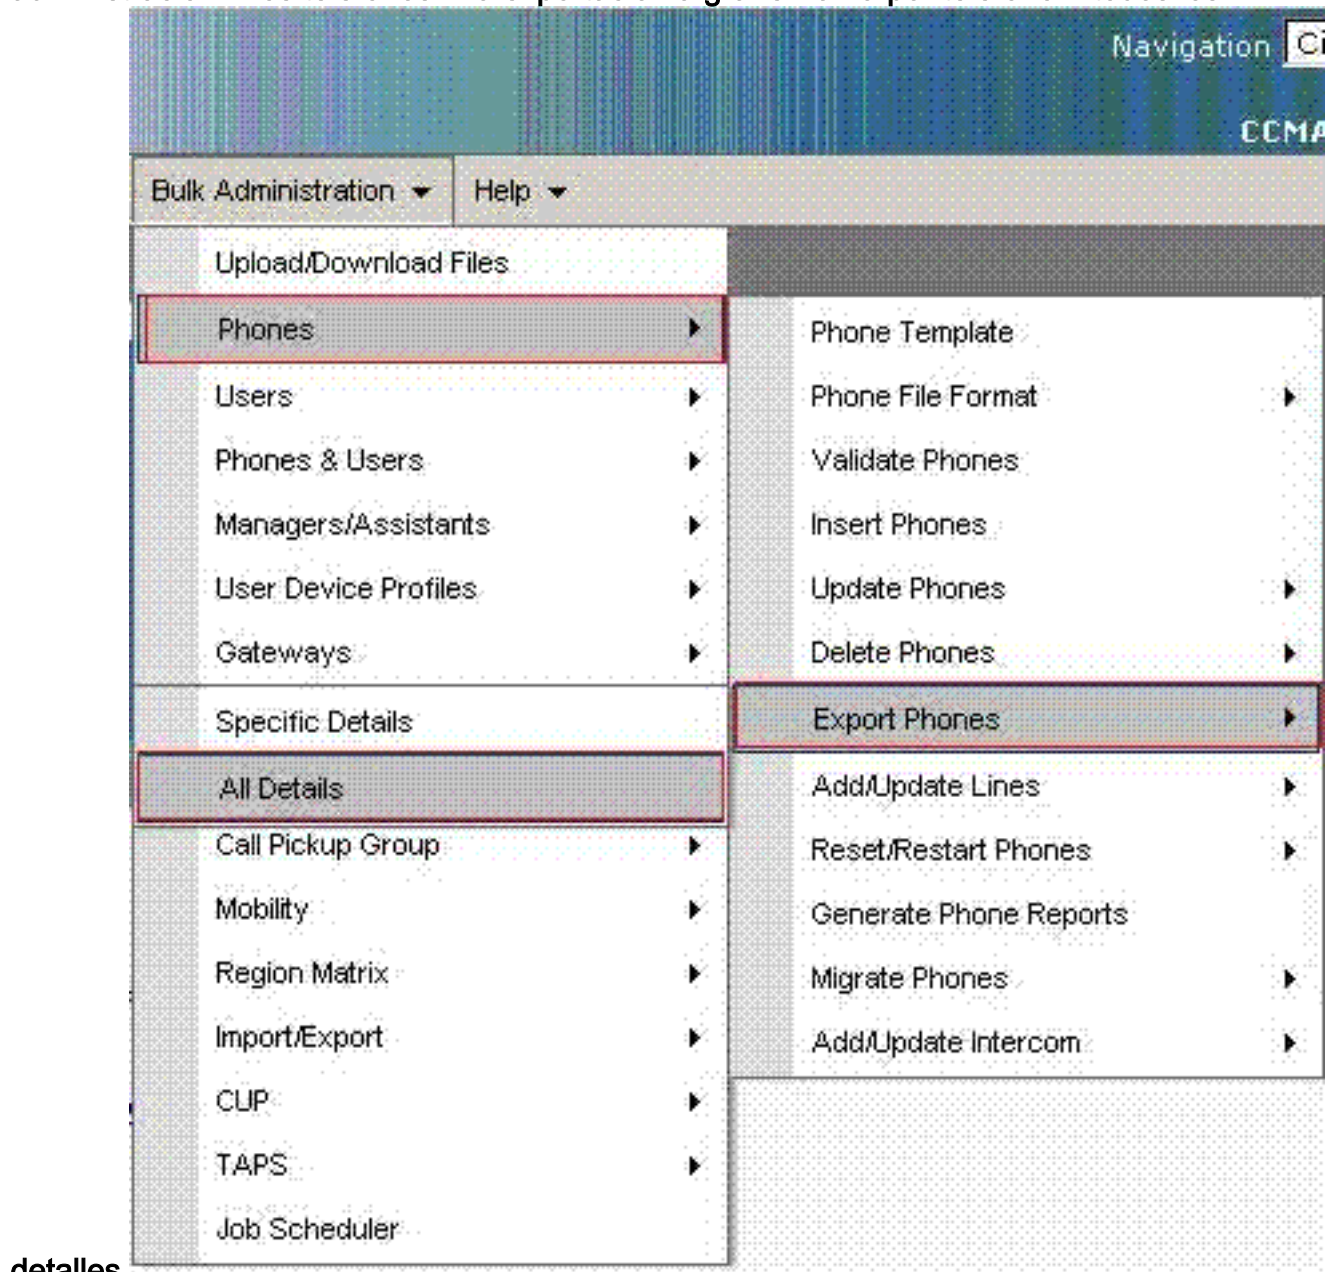 Navigation
Bulk Administration
Help
Upload/Download Files
Phones
Users
Phones & Users
Managers/Assistants
User Device Profiles
Gateways
Specific Details
All Details
Call Pickup Group
Mobility
Region Matrix
Import/Export
CUP
TAPS
Job Scheduler
Phone Template
Phone File Format
Validate Phones
Insert Phones
Update Phones
Delete Phones
Export Phones
Add/Update Lines
Reset/Restart Phones
Generate Phone Reports
Migrate Phones
Add/Update Intercom
detalles